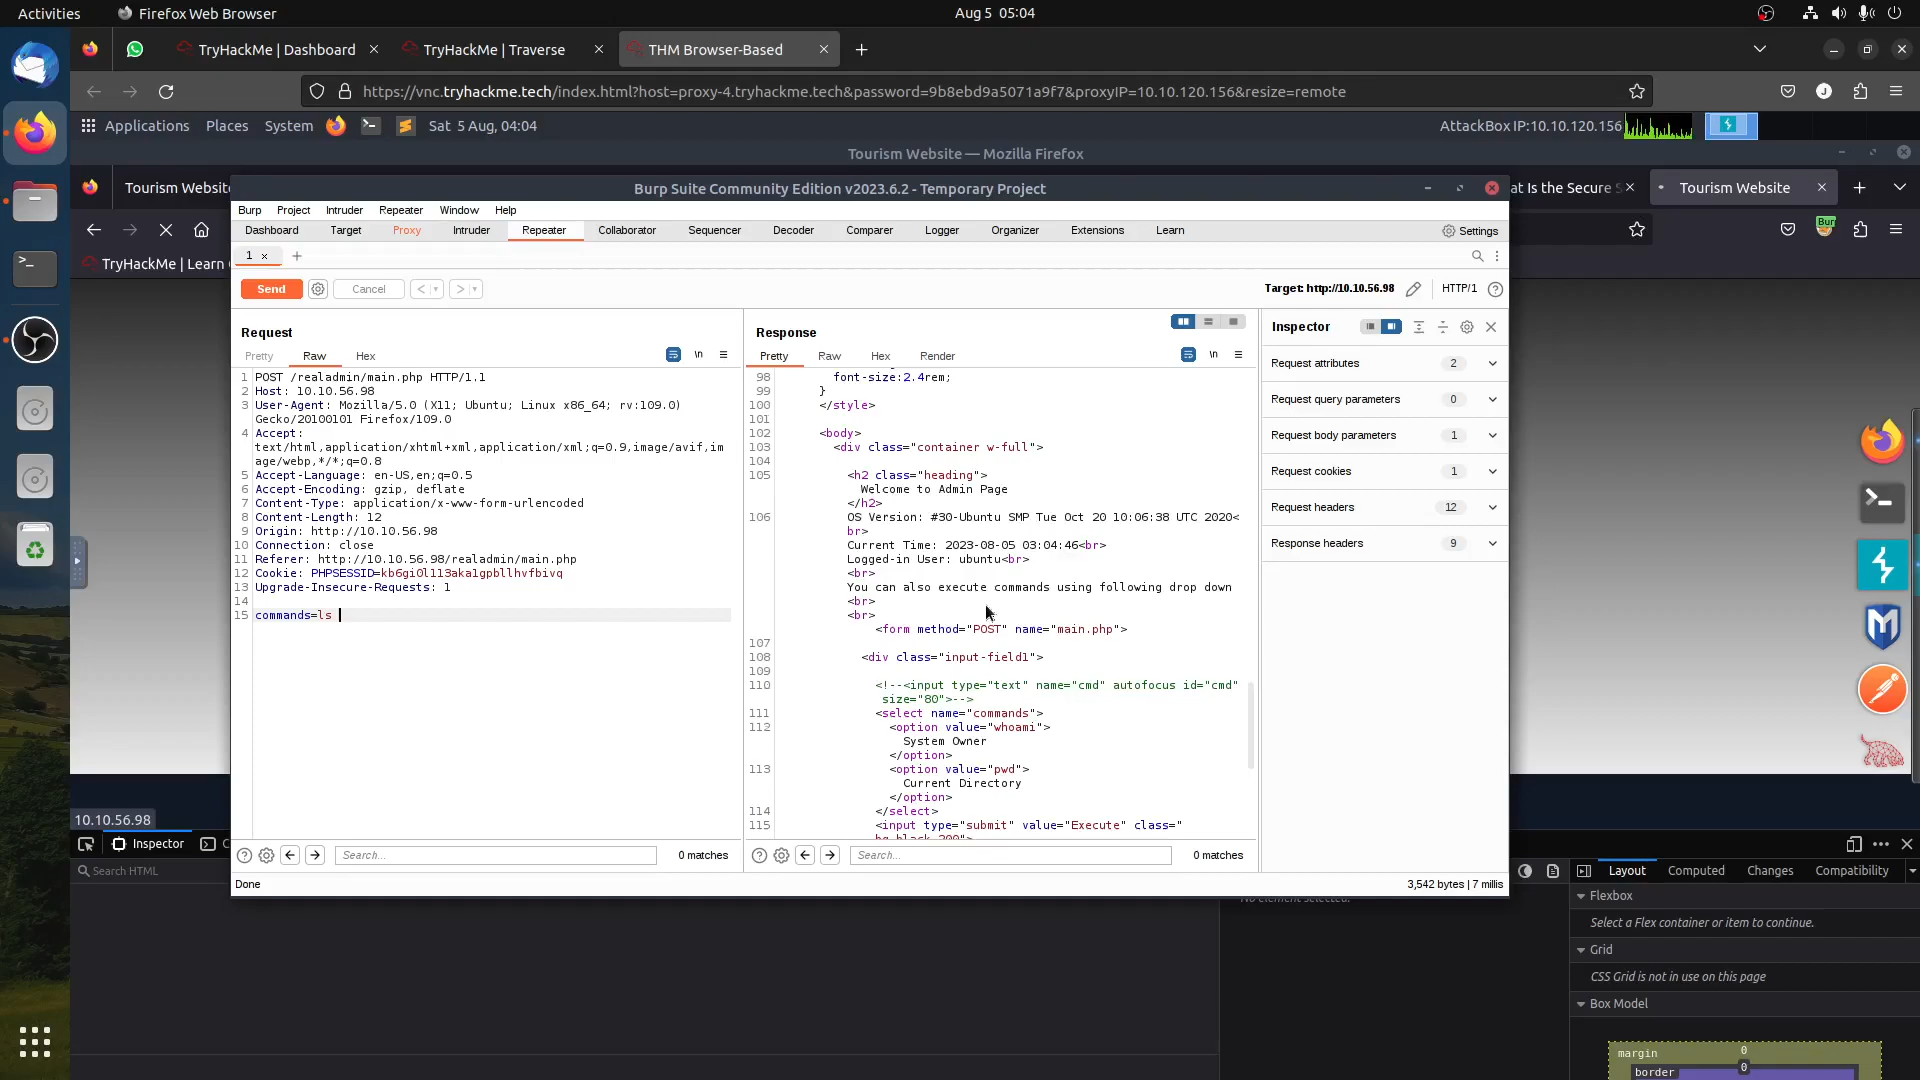 Activities
Firefox Web Browser
Aug 5 05:04
TryHackMe | Dashboard
TryHackMe | Traverse
THM Browser-Based
https://vnc.tryhackme.tech/index.html?host=proxy-4.tryhackme.tech&password=9b8ebd9a5071a9f7&proxyIP=10.10.120.156&resize=remote
Applications
Places
System
Sat 5 Aug, 04:04
AttackBox IP:10.10.120.156
Tourism Website — Mozilla Firefox
Tourism Websit
at Is the Secure S
Tourism Website
TryHackMe | Learn
Burp Suite Community Edition v2023.6.2 - Temporary Project
Burp Project Intruder Repeater Window Help
Dashboard Target Proxy Intruder Repeater Collaborator Sequencer Decoder Comparer Logger Organizer Extensions Learn
Settings
1
Send
Cancel
Target: http://10.10.56.98
HTTP/1
Request
Pretty Raw Hex
\n
1 POST /realadmin/main.php HTTP/1.1
2 Host: 10.10.56.98
3 User-Agent: Mozilla/5.0 (X11; Ubuntu; Linux x86_64; rv:109.0)
Gecko/20100101 Firefox/109.0
4 Accept:
text/html,application/xhtml+xml,application/xml;q=0.9,image/avif,im
age/webp,*/*;q=0.8
5 Accept-Language: en-US,en;q=0.5
6 Accept-Encoding: gzip, deflate
7 Content-Type: application/x-www-form-urlencoded
8 Content-Length: 12
9 Origin: http://10.10.56.98
10 Connection: close
11 Referer: http://10.10.56.98/realadmin/main.php
12 Cookie: PHPSESSID=kb6gi0l113aka1gpbllhvfbivq
13 Upgrade-Insecure-Requests: 1
14
15 commands=ls
Search...
0 matches
Response
Pretty Raw Hex Render
\n
98 font-size:2.4rem;
99 }
100 </style>
101
102 <body>
103 <div class="container w-full">
104
105 <h2 class="heading">
Welcome to Admin Page
</h2>
106 OS Version: #30-Ubuntu SMP Tue Oct 20 10:06:38 UTC 2020<
br>
Current Time: 2023-08-05 03:04:46<br>
Logged-in User: ubuntu<br>
<br>
You can also execute commands using following drop down
<br>
<br>
<form method="POST" name="main.php">
107
108 <div class="input-field1">
109
110 <!--<input type="text" name="cmd" autofocus id="cmd"
size="80">-->
111 <select name="commands">
112 <option value="whoami">
System Owner
</option>
113 <option value="pwd">
Current Directory
</option>
114 </select>
115 <input type="submit" value="Execute" class="
Search...
0 matches
Inspector
Request attributes 2
Request query parameters 0
Request body parameters 1
Request cookies 1
Request headers 12
Response headers 9
Done
3,542 bytes | 7 millis
10.10.56.98
Inspector
Search HTML
Layout Computed Changes Compatibility
Flexbox
Select a Flex container or item to continue.
Grid
CSS Grid is not in use on this page
Box Model
margin
0
border
0